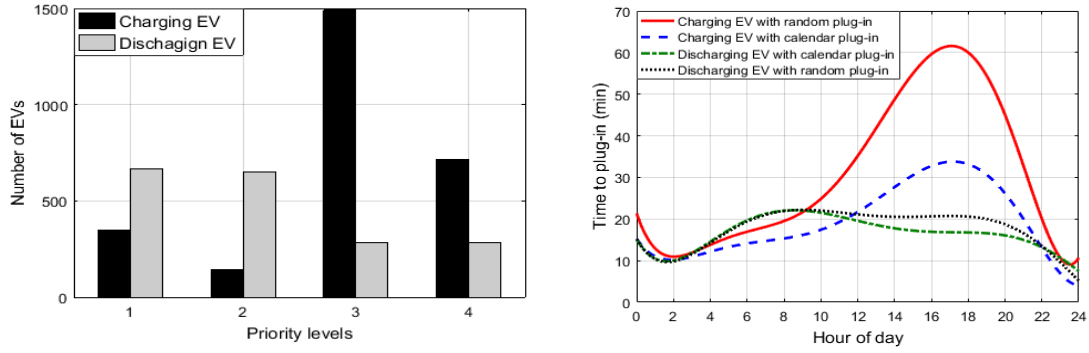 1500
1000
500
0
Number of EVs
Charging EV
Dischagign EV
1 2 3 4
Priority levels
70
60
50
40
30
20
10
0
Time to plug-in (min)
Charging EV with random plug-in
Charging EV with calendar plug-in
Discharging EV with calendar plug-in
Discharging EV with random plug-in
0 2 4 6 8 10 12 14 16 18 20 22 24
Hour of day